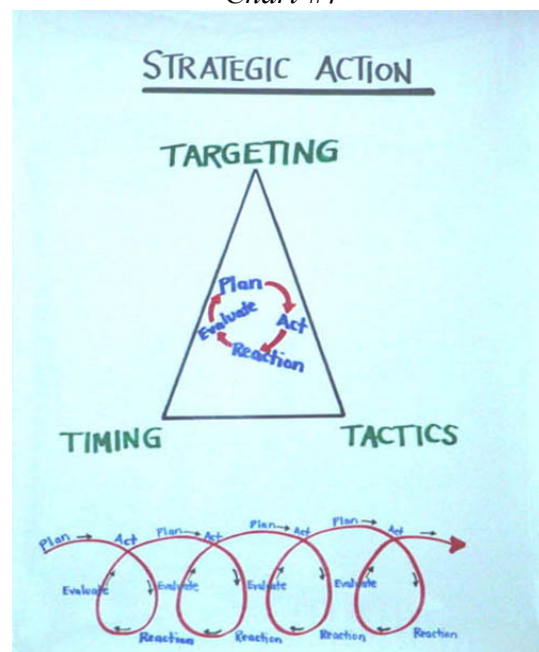 STRATEGIC ACTION
TARGETING
Plan
Act
Reaction
Evaluate
TIMING
TACTICS
Plan Act Plan Act Plan Act Plan Act
Evaluate Evaluate Evaluate Evaluate
Reaction Reaction Reaction Reaction